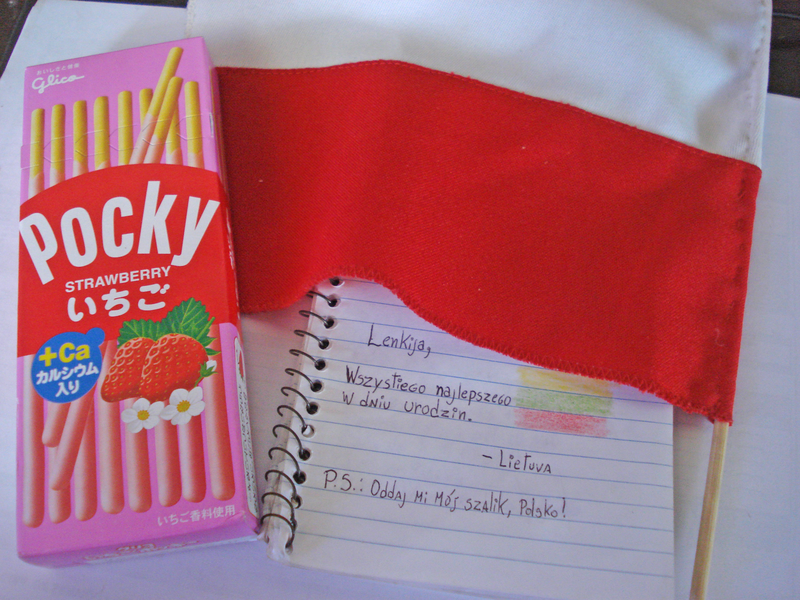 Glico
Pocky
STRAWBERRY
いちご
+Ca
カルシウム
入り
いちご香料使用
Lenkija,
Wszystiego najlepszego
w dniu urodzin.
- Lietuva
P.S.: Oddaj mi mój szalik, Polsko!